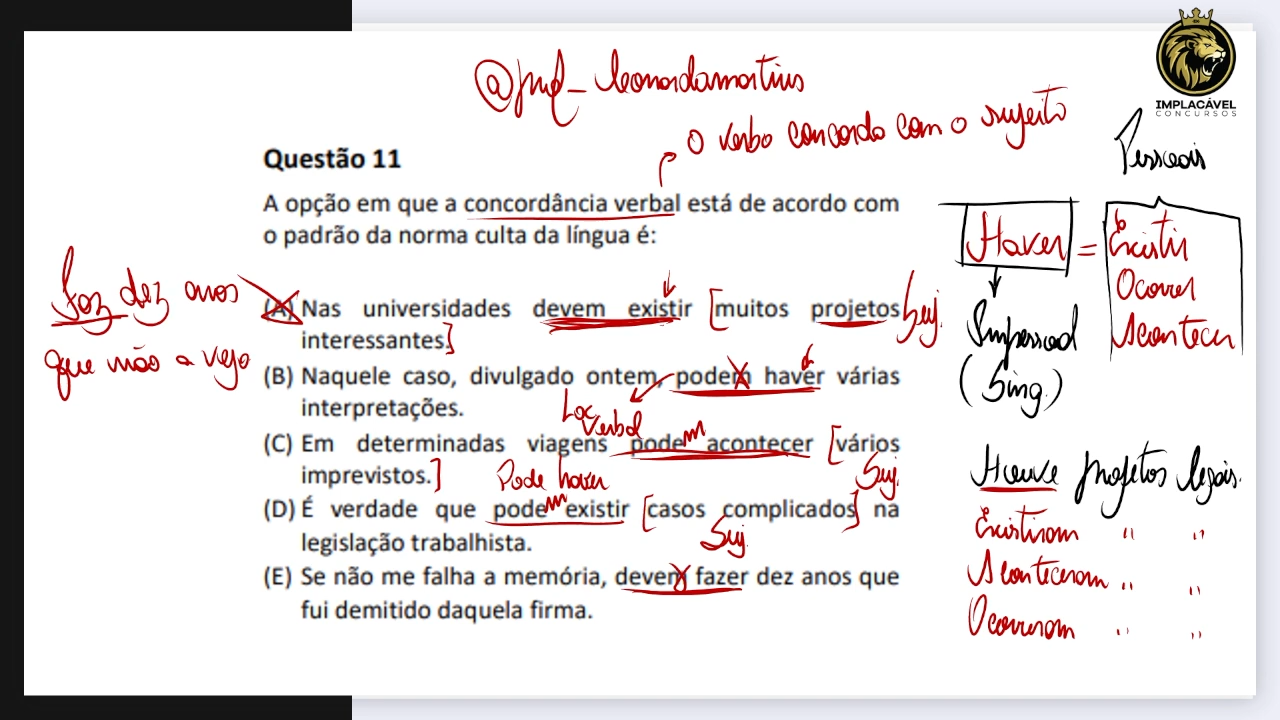 IMPLACÁVEL
CONCURSOS
@prof_leonardamartins
O verbo concorda com o sujeito
Pessoais
Questão 11
A opção em que a concordância verbal está de acordo com
o padrão da norma culta da língua é:
Haver = Existir
Ocorrer
Acontecer
Impessoal
(Sing.)
Faz dez anos
que não a vejo
(A) Nas universidades devem existir [muitos projetos Suj.
interessantes.]
(B) Naquele caso, divulgado ontem, podem haver várias
interpretações.
Loc Verbal
(C) Em determinadas viagens podem acontecer [vários
imprevistos.] Pode haver Suj.
(D) É verdade que podem existir [casos complicados] na
legislação trabalhista. Suj.
(E) Se não me falha a memória, devem fazer dez anos que
fui demitido daquela firma.
Houve projetos legais.
Existiram " "
Aconteceram " "
Ocorreram " "